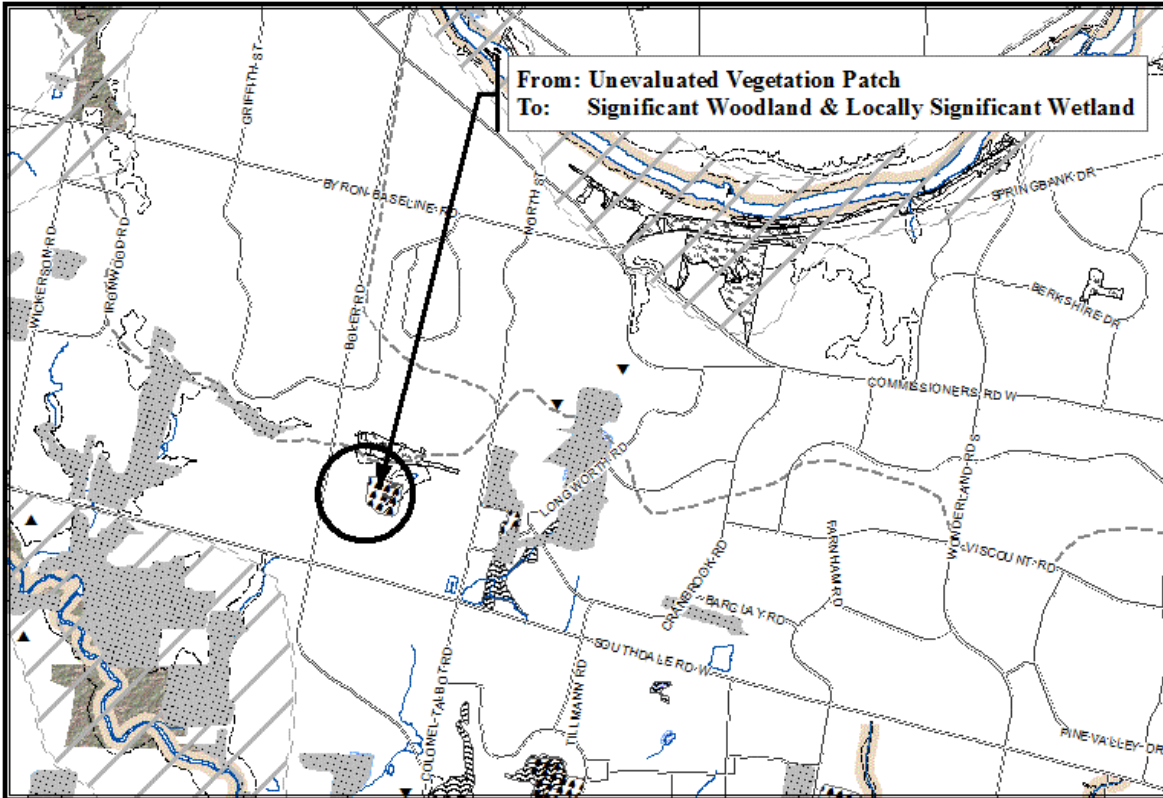 From: Unevaluated Vegetation Patch
To: Significant Woodland & Locally Significant Wetland
GRIFFITH ST
BYRON BASELINE RD
NORTH ST
SPRINGBANK DR
WICKERSON RD
IRONWOOD RD
BOLER RD
BERKSHIRE DR
COMMISSIONERS RD W
LONGWORTH RD
WONDERLAND RD S
VISCOUNT RD
FARNHAM RD
CRANBROOK RD
BARCLAY RD
SOUTHDALE RD W
COLONEL TALBOT RD
TILLMANN RD
PINE VALLEY DR